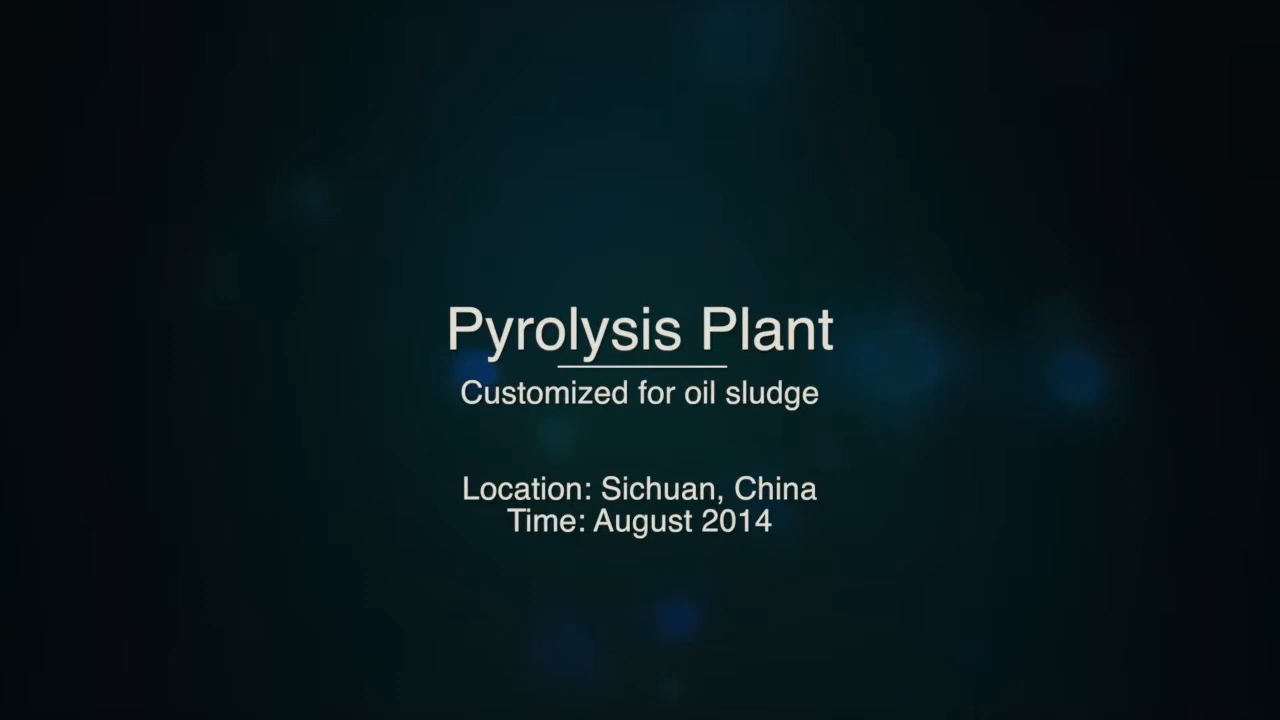 Pyrolysis Plant
Customized for oil sludge
Location: Sichuan, China
Time: August 2014